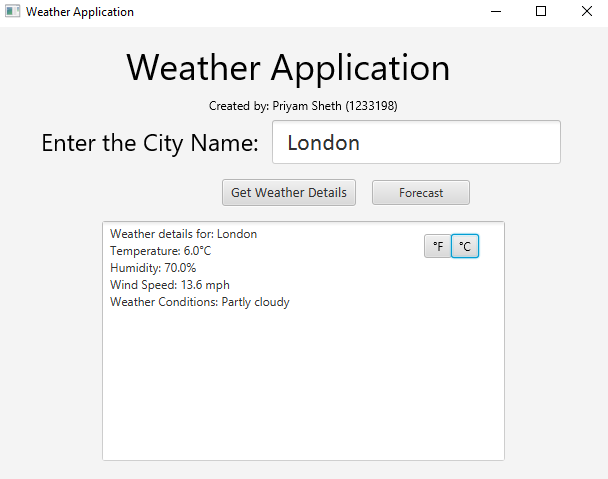 Weather Application
Weather Application
Created by: Priyam Sheth (1233198)
Enter the City Name: London
Get Weather Details Forecast
Weather details for: London
°F °C
Temperature: 6.0°C
Humidity: 70.0%
Wind Speed: 13.6 mph
Weather Conditions: Partly cloudy